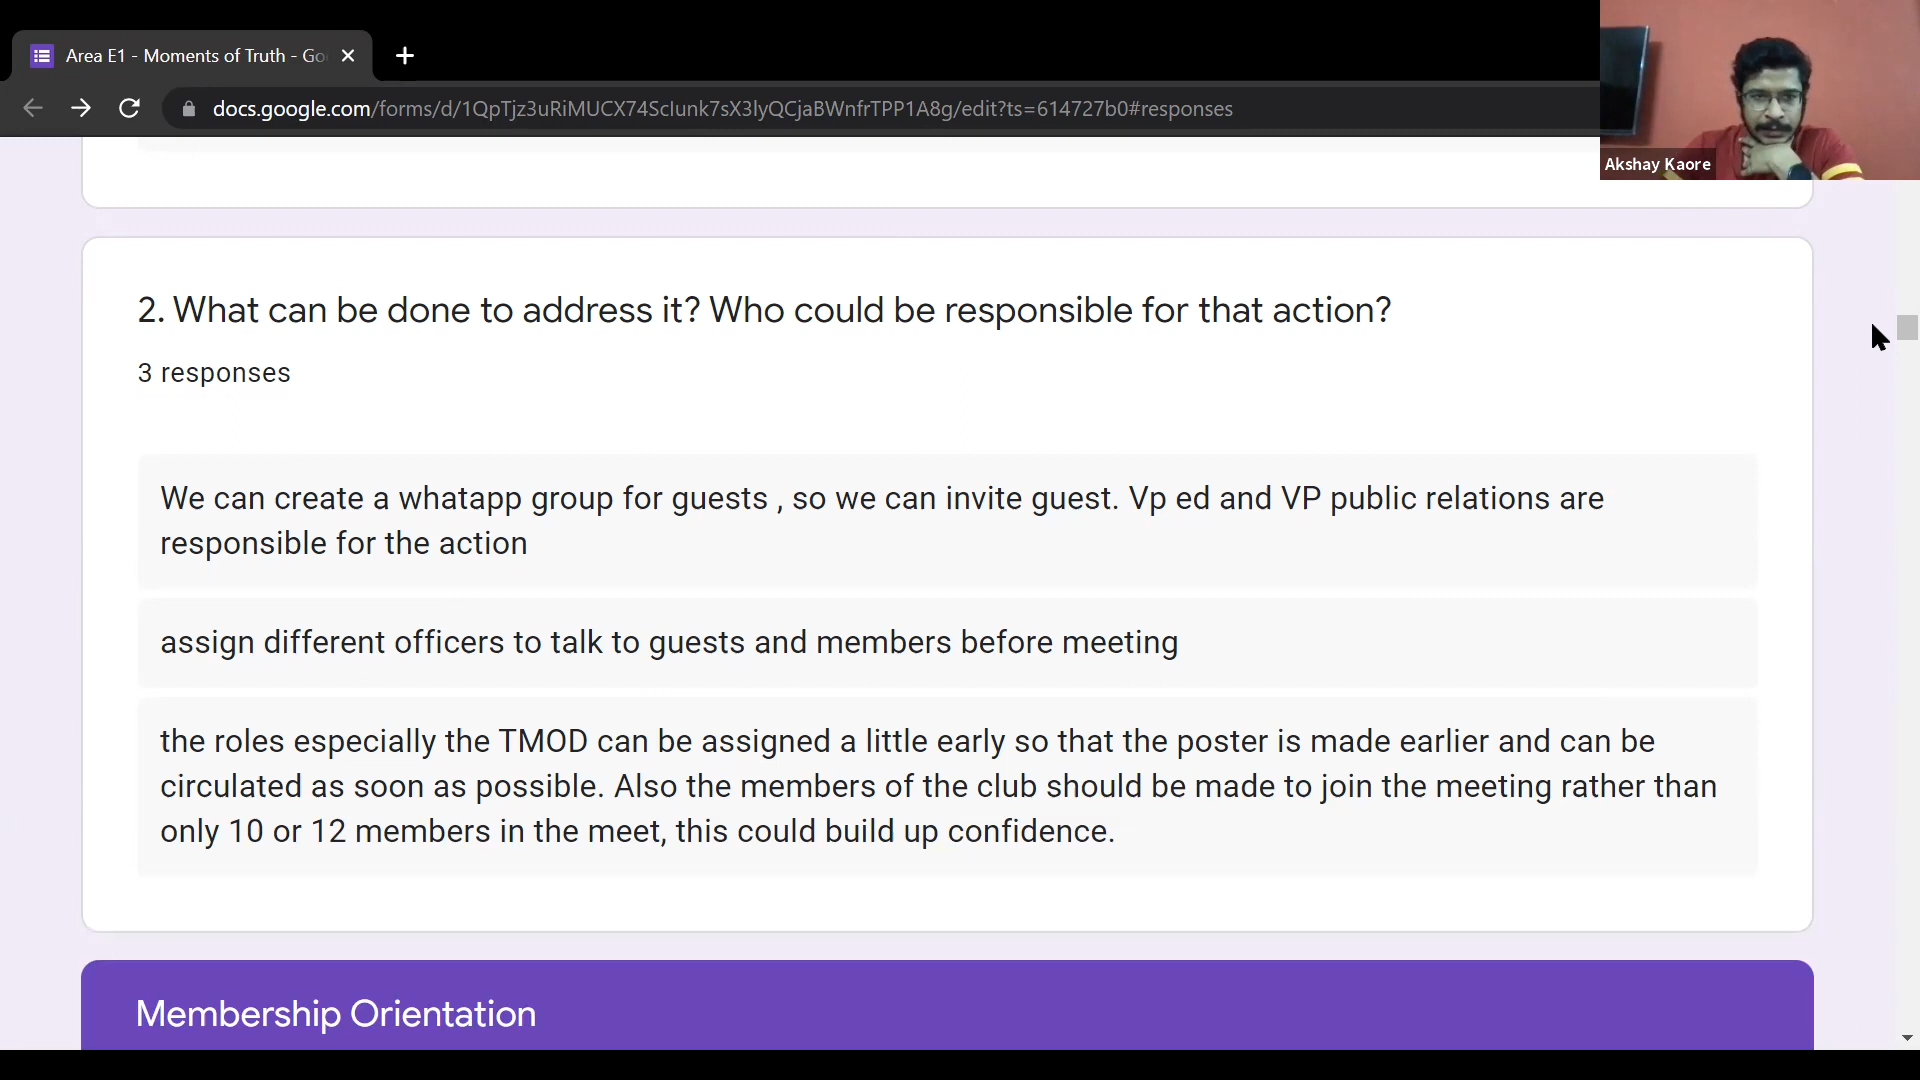 Area E1 - Moments of Truth - Go
docs.google.com/forms/d/1QpTjz3uRiMUCX74ScIunk7sX3lyQCjaBWnfrTPP1A8g/edit?ts=614727b0#responses
Akshay Kaore
2. What can be done to address it? Who could be responsible for that action?
3 responses
We can create a whatapp group for guests , so we can invite guest. Vp ed and VP public relations are
responsible for the action
assign different officers to talk to guests and members before meeting
the roles especially the TMOD can be assigned a little early so that the poster is made earlier and can be
circulated as soon as possible. Also the members of the club should be made to join the meeting rather than
only 10 or 12 members in the meet, this could build up confidence.
Membership Orientation